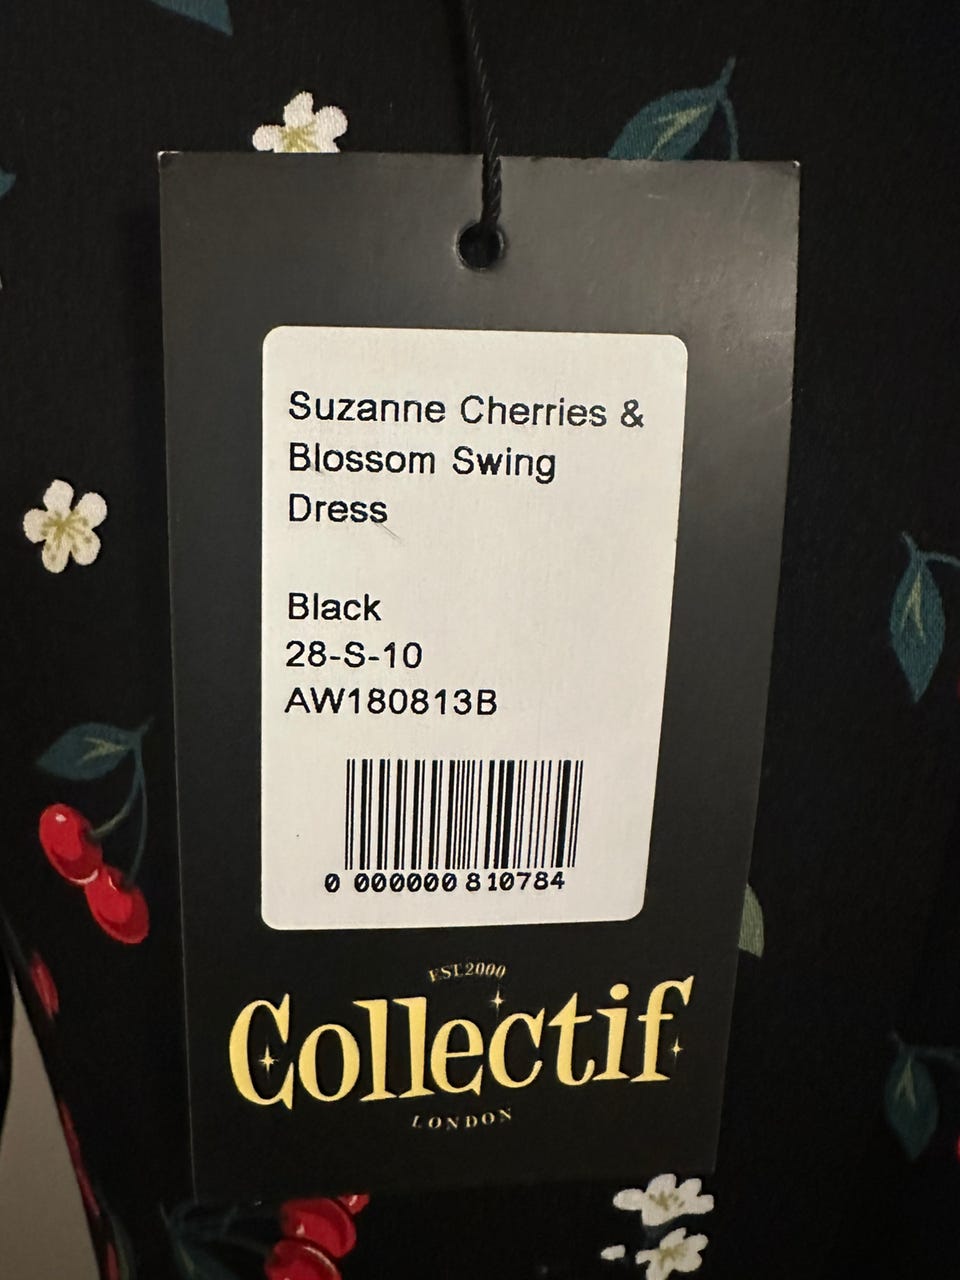 Suzanne Cherries &
Blossom Swing
Dress
Black
28-S-10
AW180813B
0 000000 810784
EST.2000
Collectif
LONDON